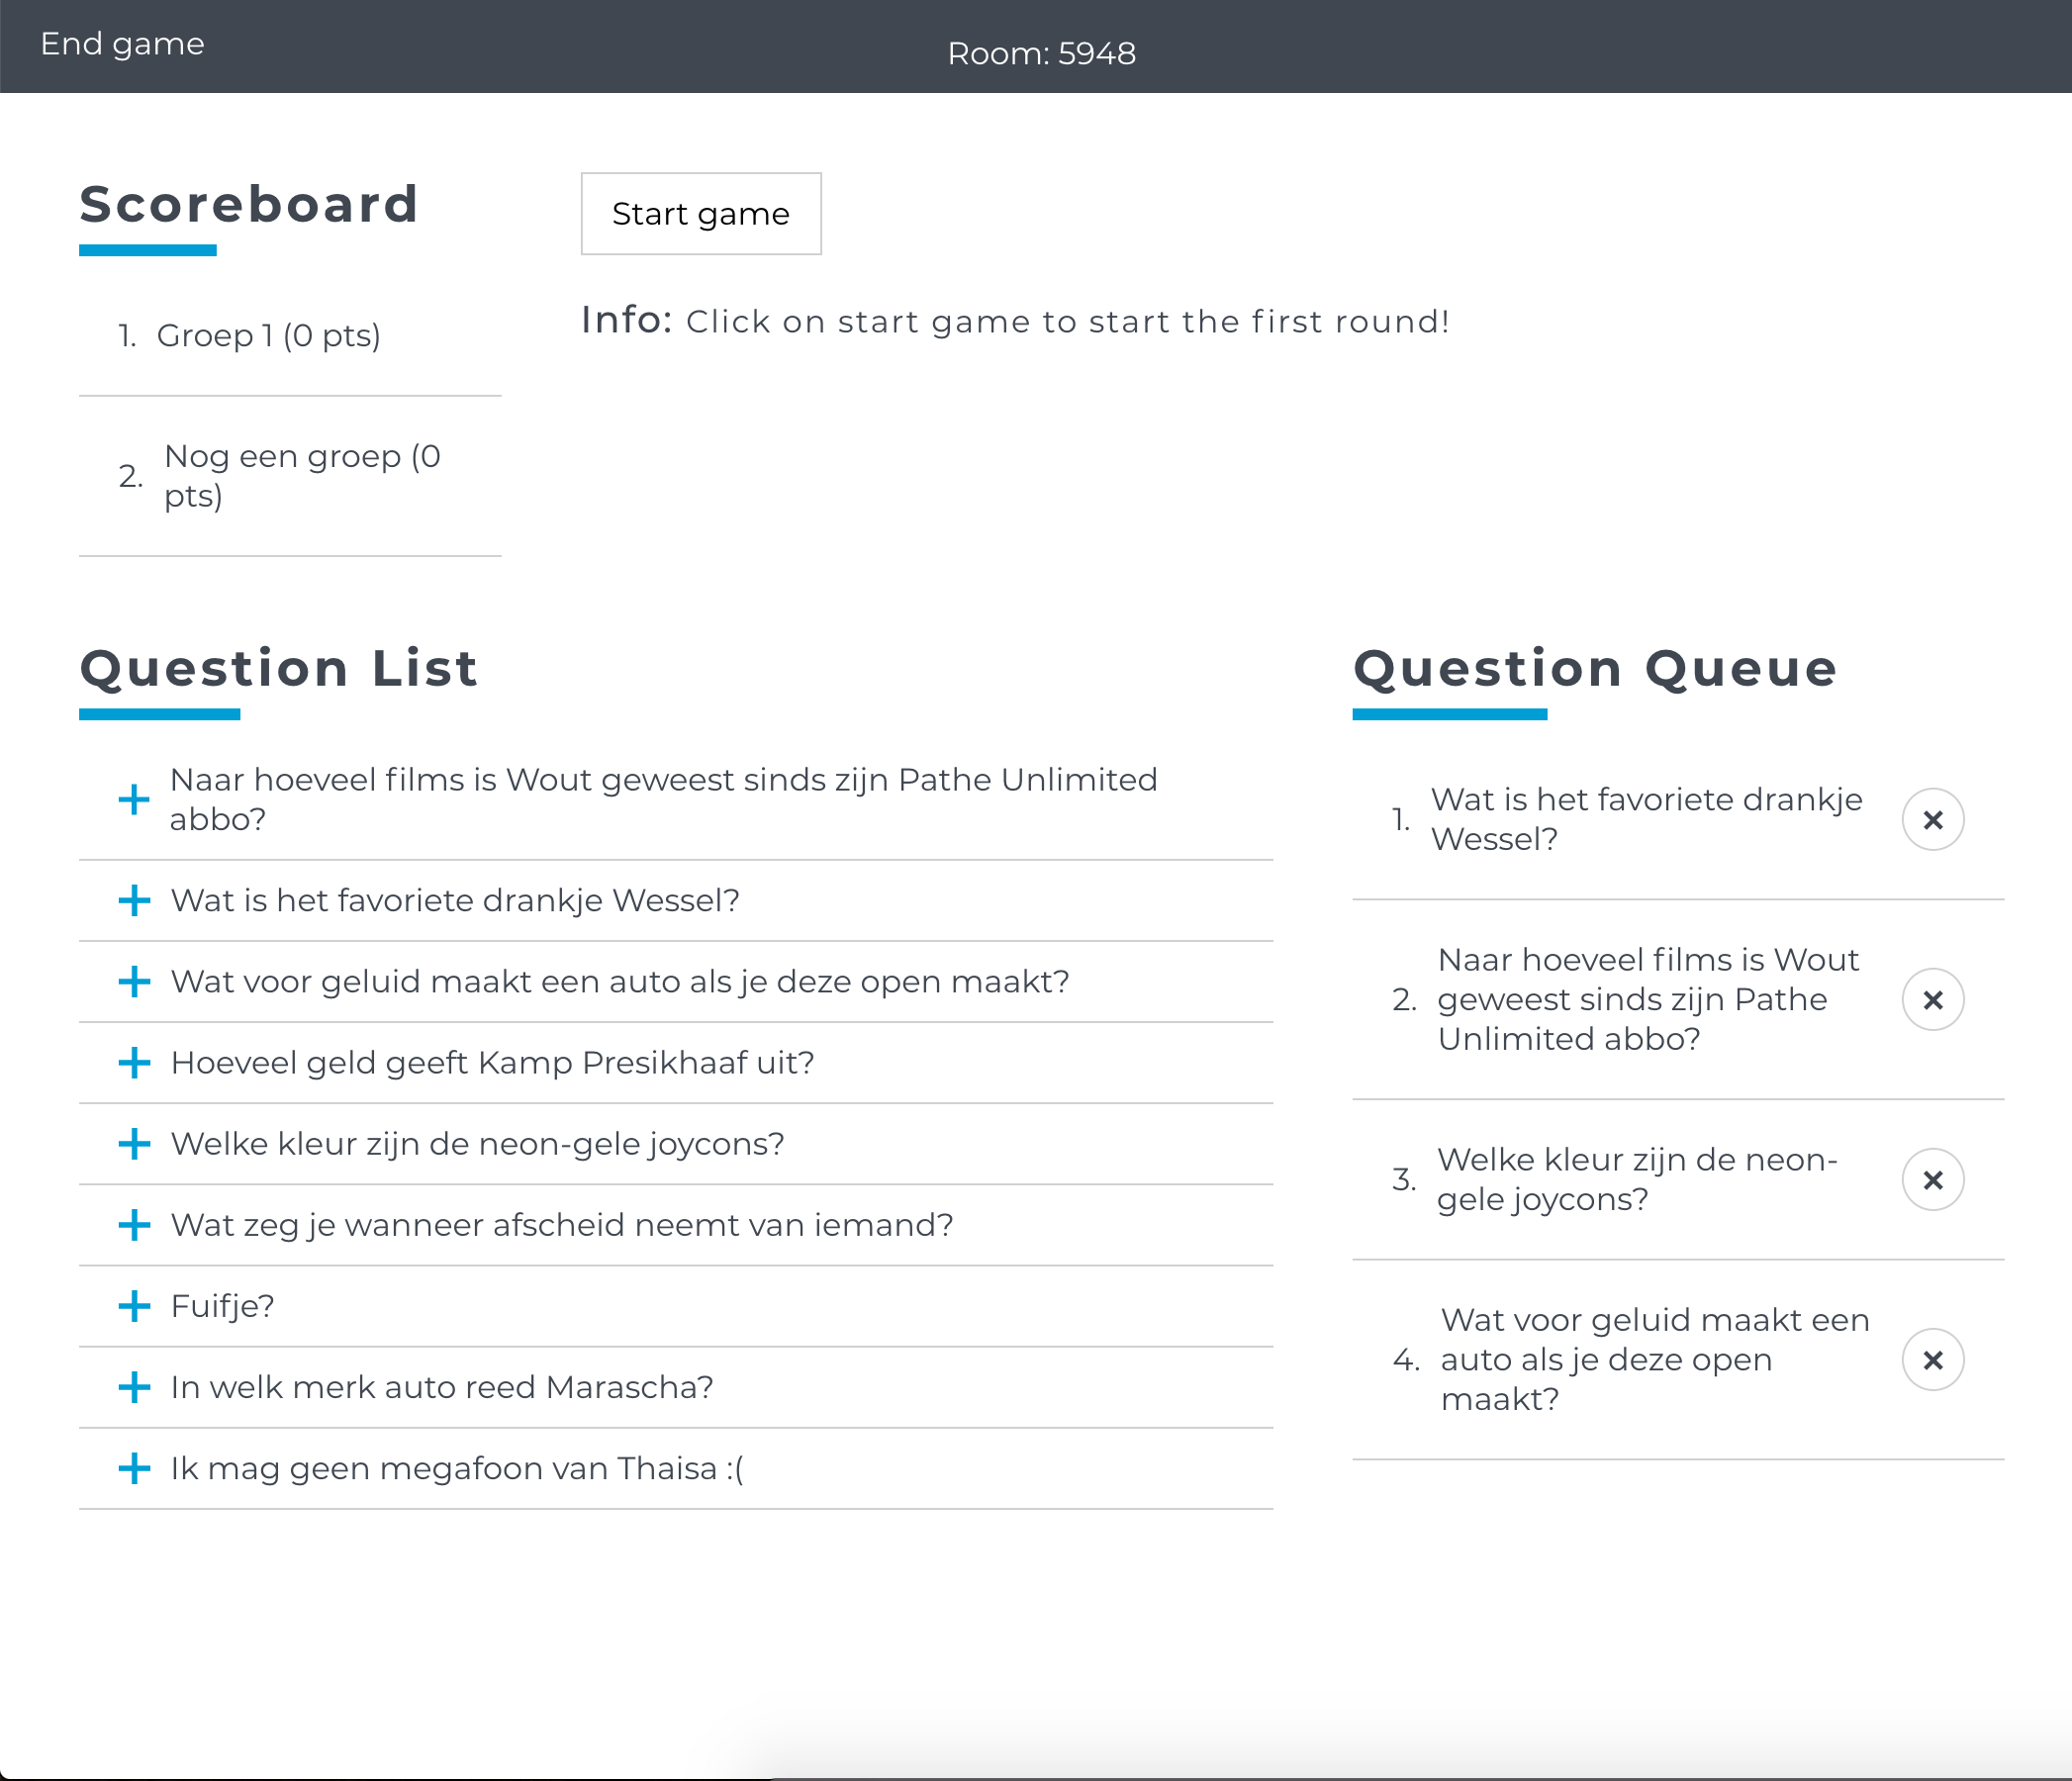 End game
Room: 5948
Scoreboard
1. Groep 1 (0 pts)
2. Nog een groep (0
pts)
Start game
Info: Click on start game to start the first round!
Question List
Naar hoeveel films is Wout geweest sinds zijn Pathe Unlimited
abbo?
Wat is het favoriete drankje Wessel?
Wat voor geluid maakt een auto als je deze open maakt?
Hoeveel geld geeft Kamp Presikhaaf uit?
Welke kleur zijn de neon-gele joycons?
Wat zeg je wanneer afscheid neemt van iemand?
Fuifje?
In welk merk auto reed Marascha?
Ik mag geen megafoon van Thaisa :(
Question Queue
1. Wat is het favoriete drankje
Wessel?
2. Naar hoeveel films is Wout
geweest sinds zijn Pathe
Unlimited abbo?
3. Welke kleur zijn de neon-
gele joycons?
4. Wat voor geluid maakt een
auto als je deze open
maakt?